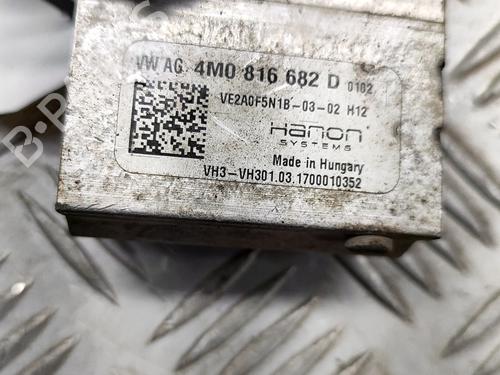 VW AG 4M0 816 682 D 0102
VE2A0F5N1B-03-02 H12
Hanon
SYSTEMS
Made in Hungary
VH3-VH301.03.1700010352